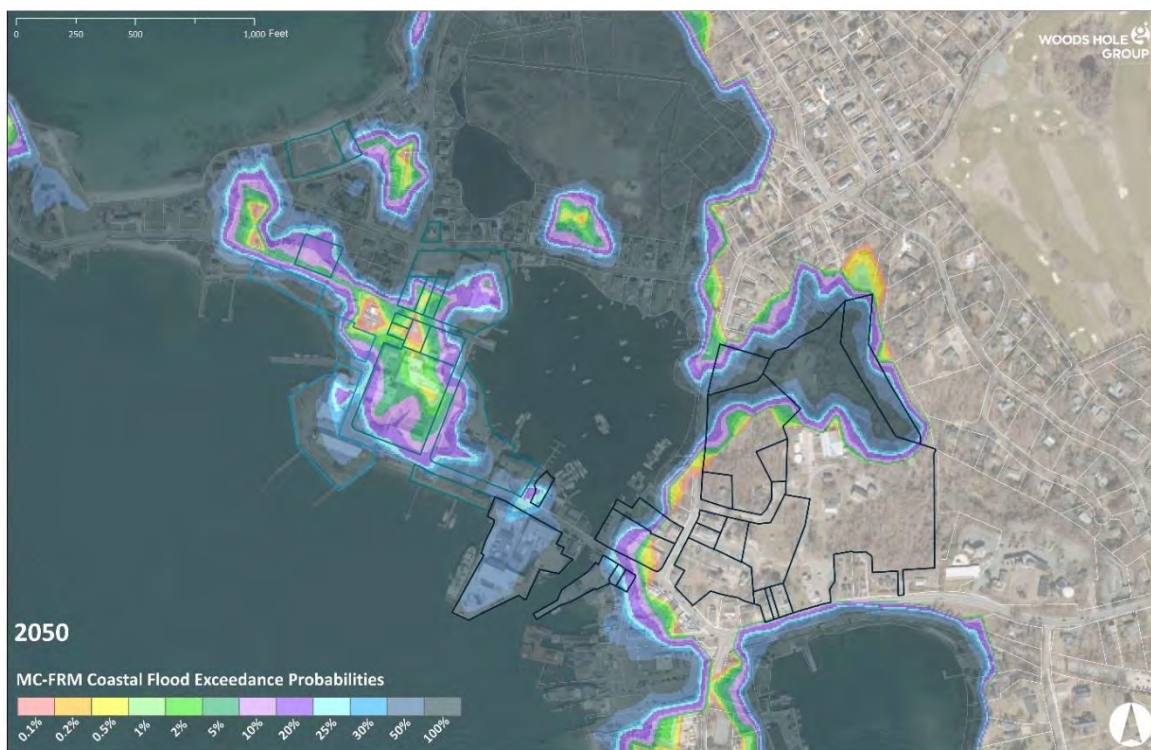 0 250 500 1,000 Feet
WOODS HOLE
GROUP
2050
MC-FRM Coastal Flood Exceedance Probabilities
0.1% 0.2% 0.5% 1% 2% 5% 10% 20% 25% 30% 50% 100%